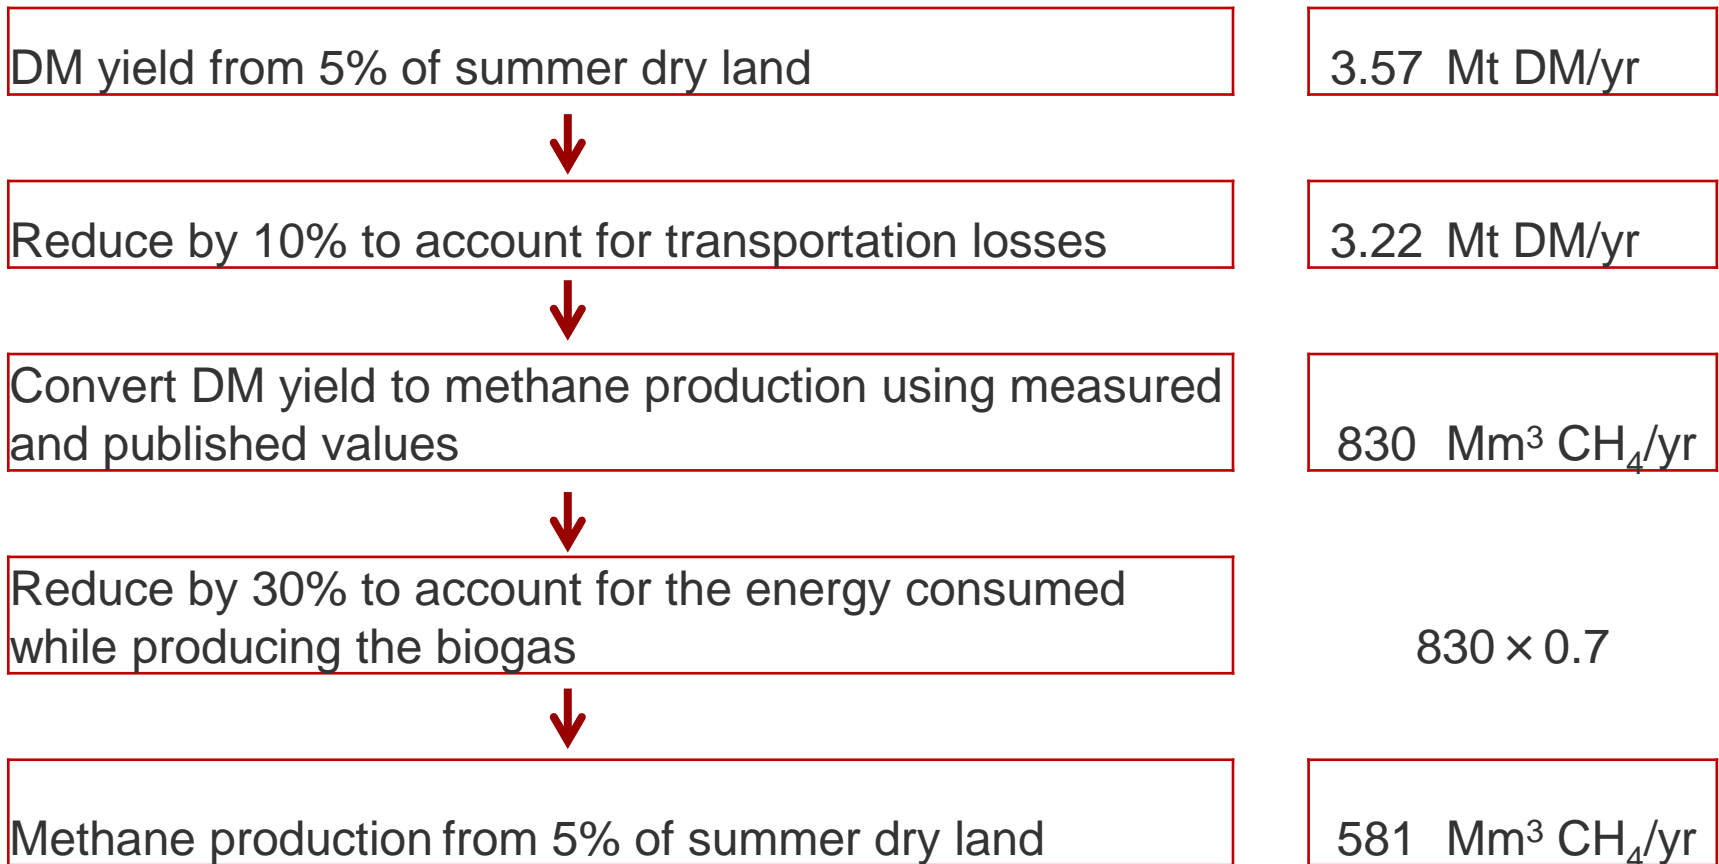 DM yield from 5% of summer dry land
3.57 Mt DM/yr
Reduce by 10% to account for transportation losses
3.22 Mt DM/yr
Convert DM yield to methane production using measured
and published values
830 Mm³ CH₄/yr
Reduce by 30% to account for the energy consumed
while producing the biogas
830 × 0.7
Methane production from 5% of summer dry land
581 Mm³ CH₄/yr